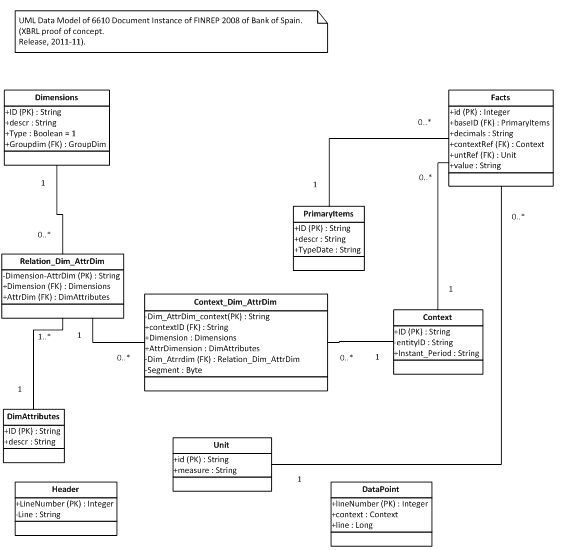 UML Data Model of 6610 Document Instance of FINREP 2008 of Bank of Spain.
(XBRL proof of concept.
Release, 2011-11).
Dimensions
+ID (PK) : String
+descr : String
+Type : Boolean = 1
+Groupdim (FK) : GroupDim
Facts
+id (PK) : Integer
+baseID (FK) : PrimaryItems
+decimals : String
+contextRef (FK) : Context
+untRef (FK) : Unit
+value : String
0..*
1
1
0..*
0..*
0..*
PrimaryItems
+ID (PK) : String
+descr : String
+TypeDate : String
Relation_Dim_AttrDim
-Dimension-AttrDim (PK) : String
+Dimension (FK) : Dimensions
+AttrDim (FK) : DimAttributes
1..*
1
0..*
Context_Dim_AttrDim
-Dim_AttrDim_context(PK) : String
+contextID (FK) : String
+Dimension : Dimensions
+AttrDimension : DimAttributes
-Dim_Atrrdim (FK) : Relation_Dim_AttrDim
-Segment : Byte
0..*
1
1
Context
+ID (PK) : String
-entityID : String
+Instant_Period : String
1
DimAttributes
+ID (PK) : String
+descr : String
Unit
+id (PK) : String
+measure : String
1
Header
+LineNumber (PK) : Integer
-Line : String
DataPoint
+lineNumber (PK) : Integer
+context : Context
+line : Long